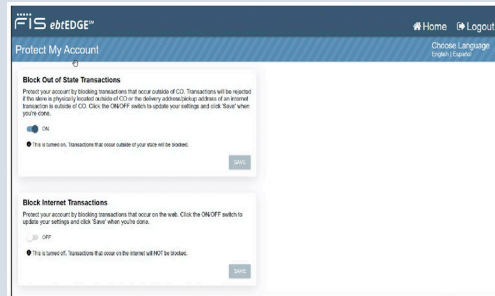 FIS ebtEDGE℠
Home Logout
Protect My Account
Choose Language
English | Español
Block Out of State Transactions
Protect your account by blocking transactions that occur outside of CO. Transactions will be rejected
if the store is physically located outside of CO or the delivery address/pickup address of an internet
transaction is outside of CO. Click the ON/OFF switch to update your settings and click 'Save' when
you're done.
ON
This is turned on. Transactions that occur outside of your state will be blocked.
SAVE
Block Internet Transactions
Protect your account by blocking transactions that occur on the web. Click the ON/OFF switch to
update your settings and click 'Save' when you're done.
OFF
This is turned off. Transactions that occur on the internet will NOT be blocked.
SAVE